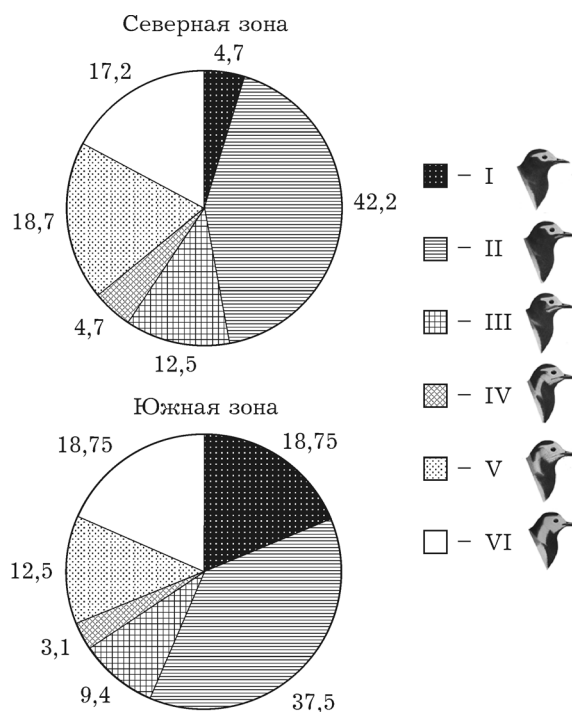 Северная зона
4,7
17,2
42,2
18,7
4,7
12,5
– I
– II
– III
– IV
– V
– VI
Южная зона
18,75
18,75
12,5
3,1
9,4
37,5